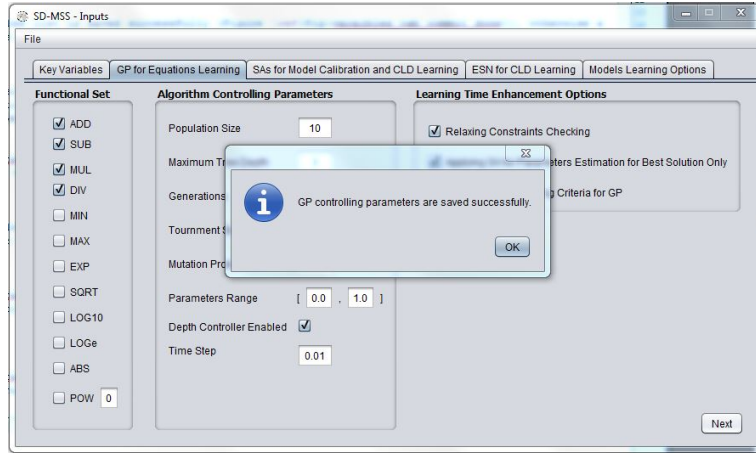 SD-MSS - Inputs
File
Key Variables GP for Equations Learning SAs for Model Calibration and CLD Learning ESN for CLD Learning Models Learning Options
Functional Set
ADD
SUB
MUL
DIV
MIN
MAX
EXP
SQRT
LOG10
LOGe
ABS
POW 0
Algorithm Controlling Parameters
Population Size 10
Maximum
Generations
Tournment
Mutation
Parameters Range [ 0.0 , 1.0 ]
Depth Controller Enabled
Time Step 0.01
Learning Time Enhancement Options
Relaxing Constraints Checking
Estimation for Best Solution Only
Criteria for GP
GP controlling parameters are saved successfully.
OK
Next